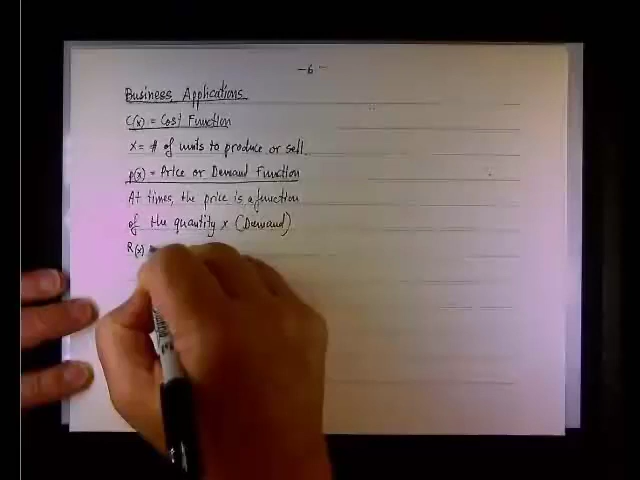 -6-
Business Applications
C(x) = Cost Function
x = # of units to produce or sell
p(x) = Price or Demand Function
At times, the price is a function
of the quantity x (Demand)
R(x) =